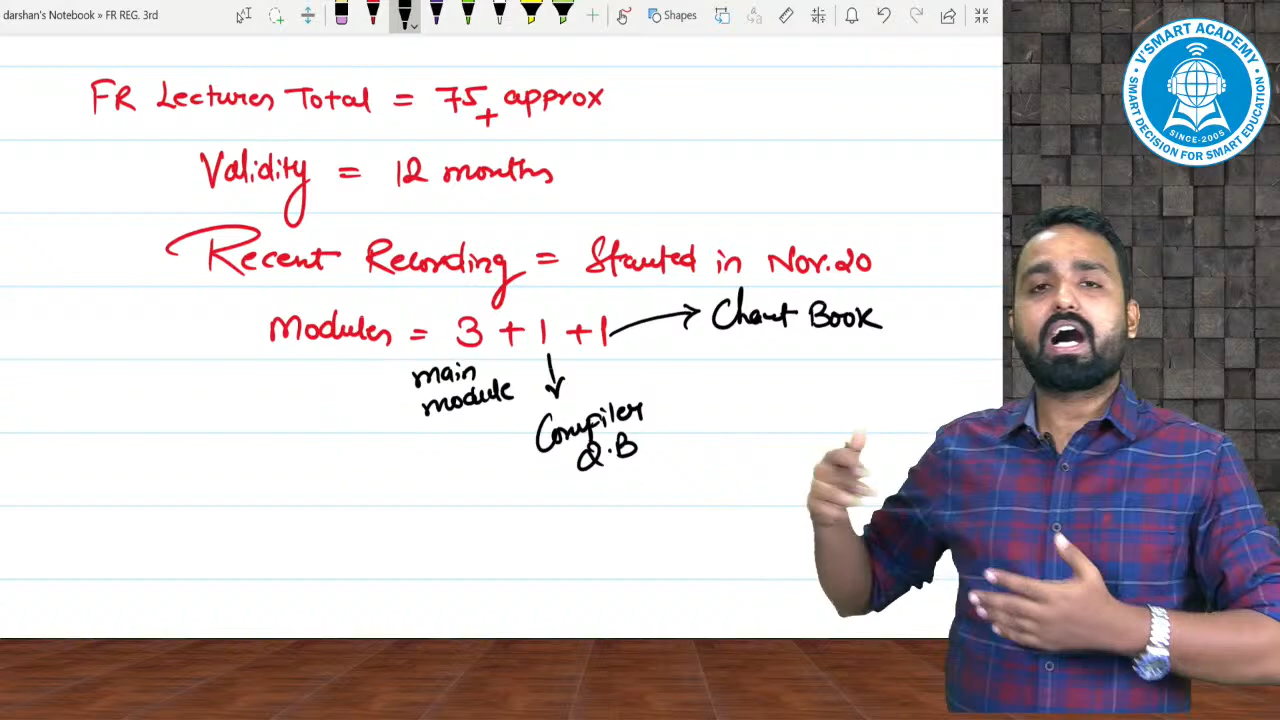 darshan's Notebook » FR REG. 3rd
Shapes
FR Lectures Total = 75+ approx
Validity = 12 months
Recent Recording = Started in Nov.20
Modules = 3 + 1 + 1 → Chart Book
main module
Compiler Q.B
V'SMART ACADEMY
SINCE-2005
SMART DECISION FOR SMART EDUCATION